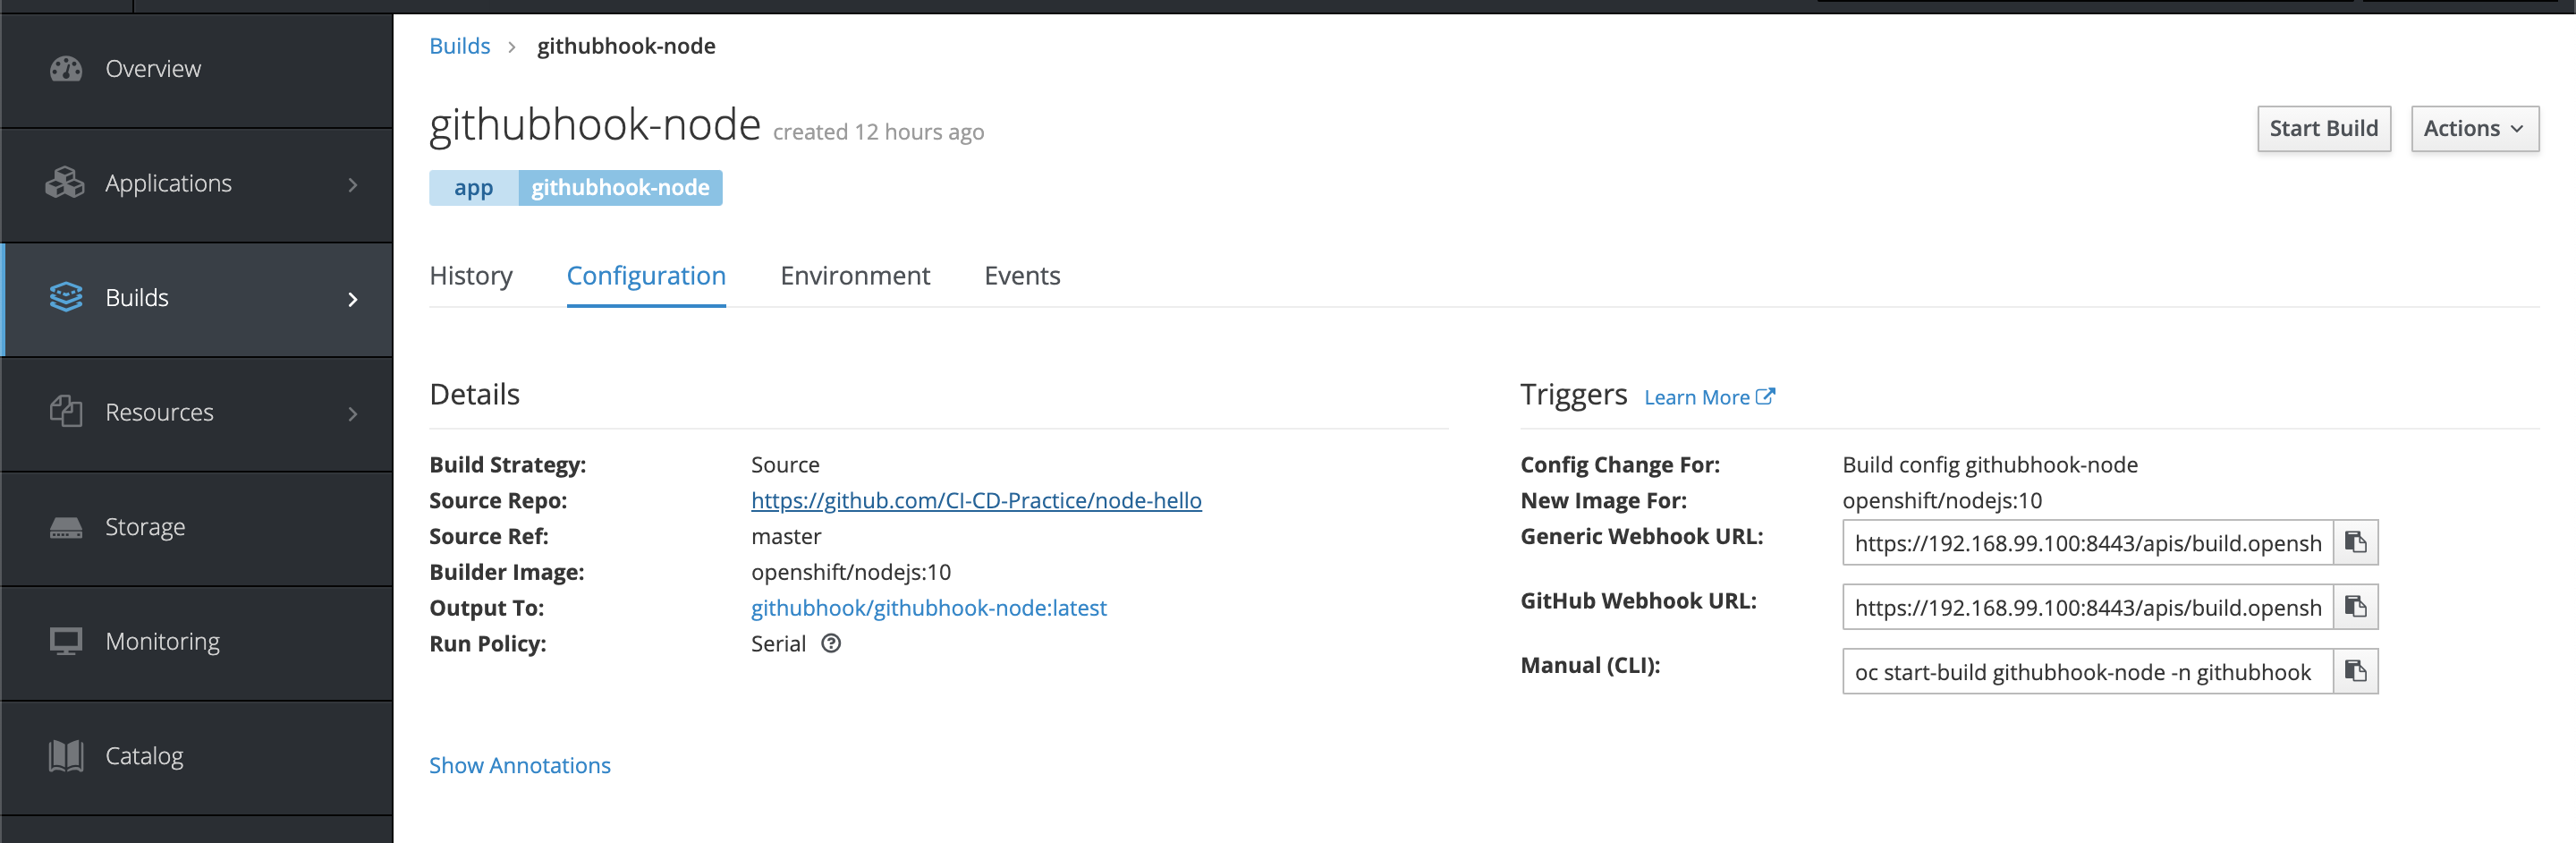 Overview
Applications
Builds
Resources
Storage
Monitoring
Catalog
Builds githubhook-node
githubhook-node created 12 hours ago
app githubhook-node
Start Build Actions
History Configuration Environment Events
Details
Build Strategy: Source
Source Repo: https://github.com/CI-CD-Practice/node-hello
Source Ref: master
Builder Image: openshift/nodejs:10
Output To: githubhook/githubhook-node:latest
Run Policy: Serial
Show Annotations
Triggers Learn More
Config Change For: Build config githubhook-node
New Image For: openshift/nodejs:10
Generic Webhook URL: https://192.168.99.100:8443/apis/build.opensh
GitHub Webhook URL: https://192.168.99.100:8443/apis/build.opensh
Manual (CLI): oc start-build githubhook-node -n githubhook